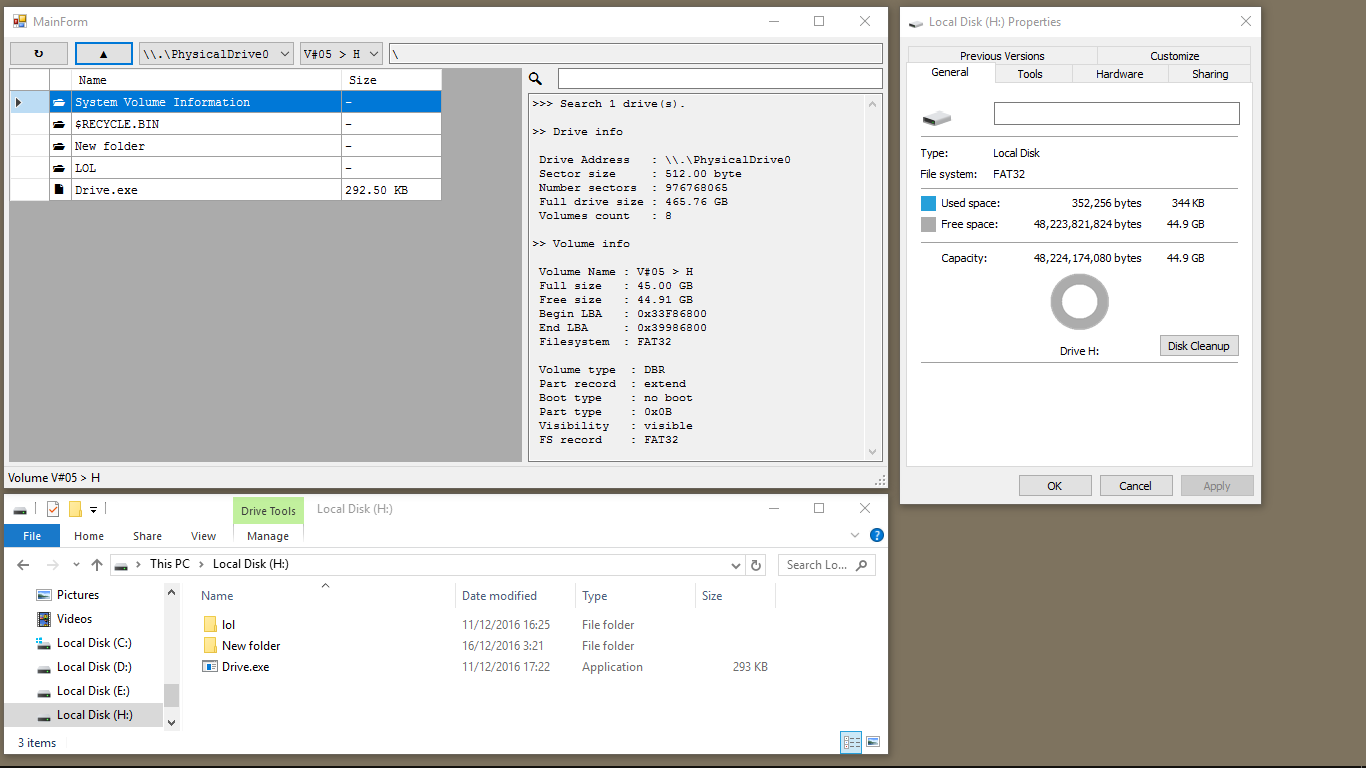 MainForm
↻ ▲ \\.\PhysicalDrive0 V#05 > H \
Name Size
System Volume Information -
$RECYCLE.BIN -
New folder -
LOL -
Drive.exe 292.50 KB
>>> Search 1 drive(s).
>> Drive info
Drive Address : \\.\PhysicalDrive0
Sector size : 512.00 byte
Number sectors : 976768065
Full drive size : 465.76 GB
Volumes count : 8
>> Volume info
Volume Name : V#05 > H
Full size : 45.00 GB
Free size : 44.91 GB
Begin LBA : 0x33F86800
End LBA : 0x39986800
Filesystem : FAT32
Volume type : DBR
Part record : extend
Boot type : no boot
Part type : 0x0B
Visibility : visible
FS record : FAT32
Volume V#05 > H
Local Disk (H:) Properties
Previous Versions Customize
General Tools Hardware Sharing
Type: Local Disk
File system: FAT32
Used space: 352,256 bytes 344 KB
Free space: 48,223,821,824 bytes 44.9 GB
Capacity: 48,224,174,080 bytes 44.9 GB
Drive H: Disk Cleanup
OK Cancel Apply
Drive Tools Local Disk (H:)
File Home Share View Manage
This PC > Local Disk (H:) Search Lo...
Pictures
Videos
Local Disk (C:)
Local Disk (D:)
Local Disk (E:)
Local Disk (H:)
Name Date modified Type Size
lol 11/12/2016 16:25 File folder
New folder 16/12/2016 3:21 File folder
Drive.exe 11/12/2016 17:22 Application 293 KB
3 items